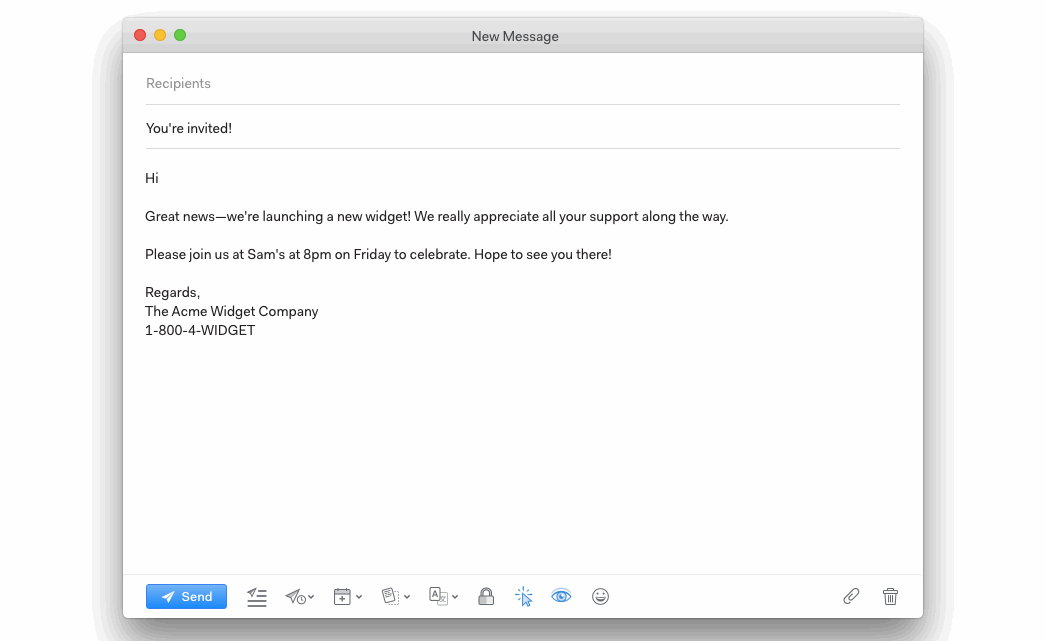 New Message
Recipients
You're invited!
Hi
Great news—we're launching a new widget! We really appreciate all your support along the way.
Please join us at Sam's at 8pm on Friday to celebrate. Hope to see you there!
Regards,
The Acme Widget Company
1-800-4-WIDGET
Send